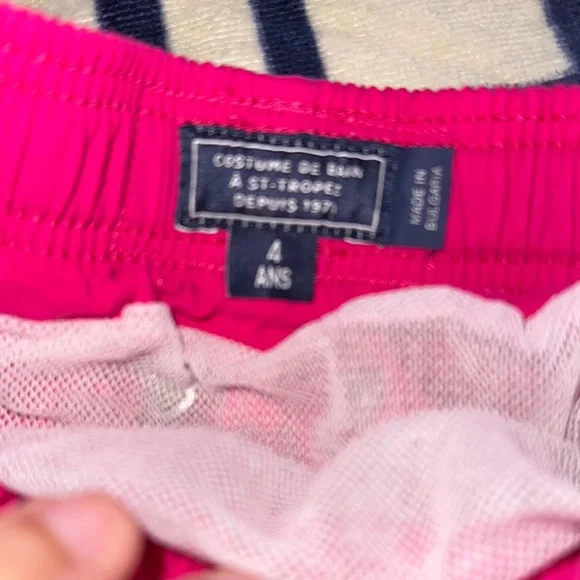 COSTUME DE BAIN
À ST-TROPEZ
DEPUIS 1971
MADE IN
BULGARIA
4
ANS